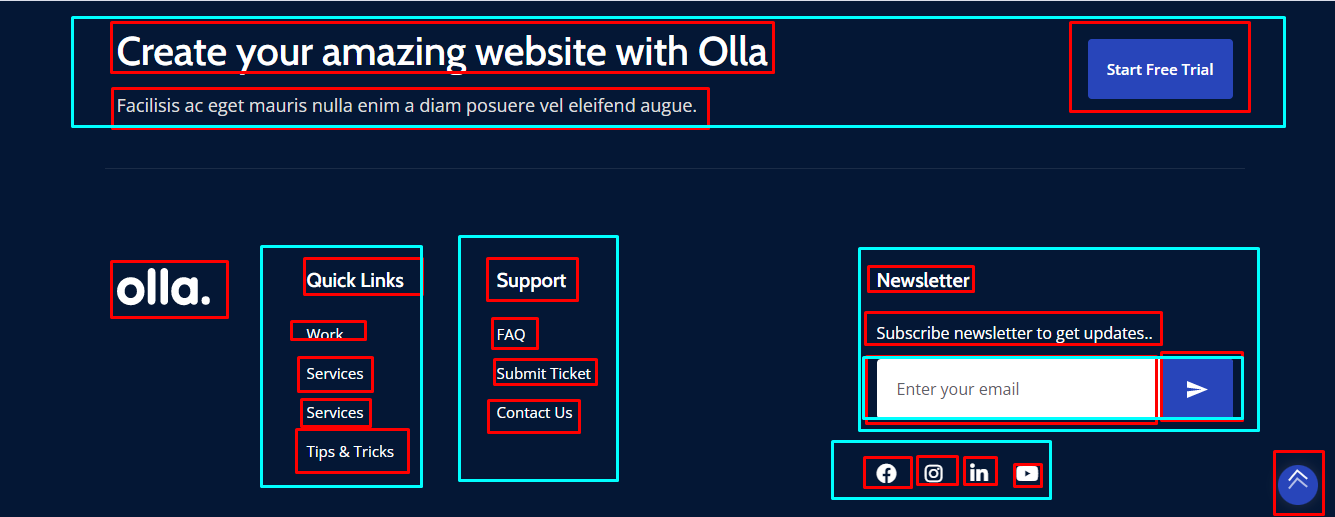 Create your amazing website with Olla
Facilisis ac eget mauris nulla enim a diam posuere vel eleifend augue.
Start Free Trial
olla.
Quick Links
Work
Services
Services
Tips & Tricks
Support
FAQ
Submit Ticket
Contact Us
Newsletter
Subscribe newsletter to get updates..
Enter your email